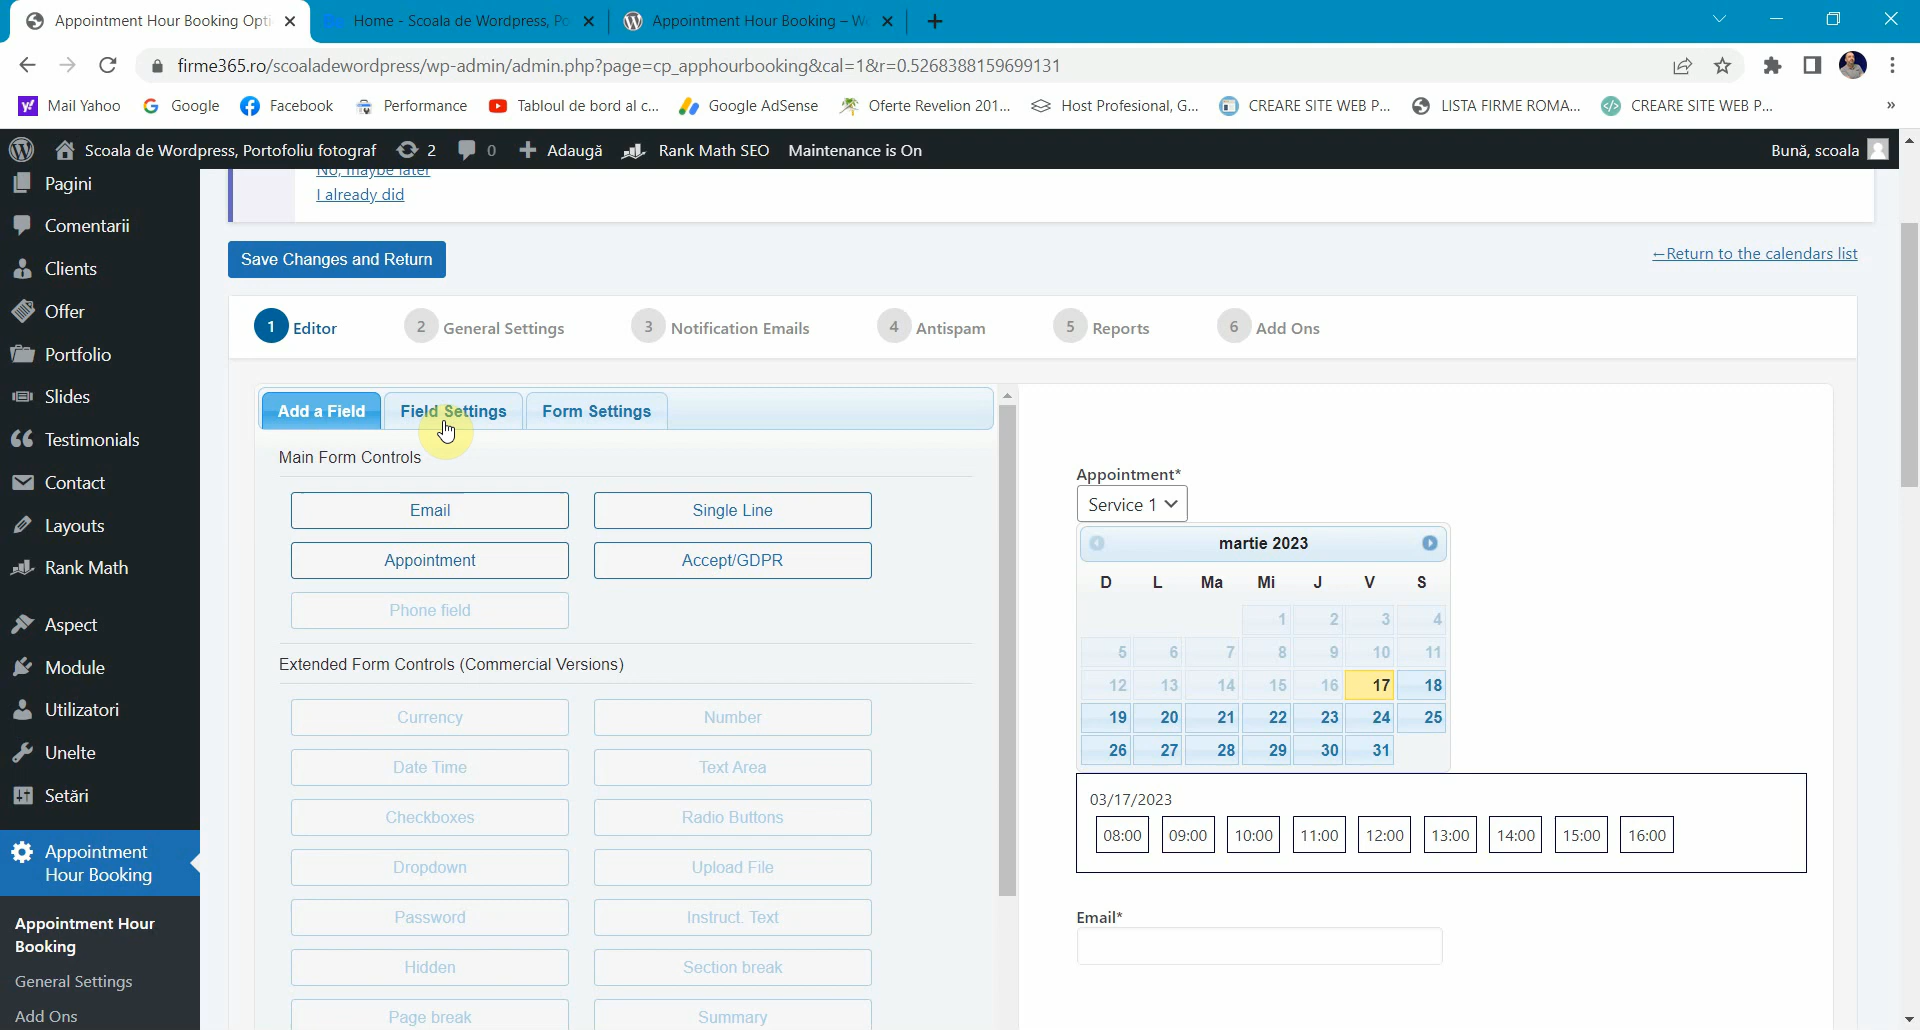 Appointment Hour Booking Opti
Home - Scoala de Wordpress, Po
Appointment Hour Booking – W
firme365.ro/scoaladewordpress/wp-admin/admin.php?page=cp_apphourbooking&cal=1&r=0.5268388159699131
Mail Yahoo
Google
Facebook
Performance
Tabloul de bord al c...
Google AdSense
Oferte Revelion 201...
Host Profesional, G...
CREARE SITE WEB P...
LISTA FIRME ROMA...
CREARE SITE WEB P...
»
Scoala de Wordpress, Portofoliu fotograf
2
0
Adaugă
Rank Math SEO
Maintenance is On
Bună, scoala
Pagini
Comentarii
Clients
Offer
Portfolio
Slides
Testimonials
Contact
Layouts
Rank Math
Aspect
Module
Utilizatori
Unelte
Setări
Appointment
Hour Booking
Appointment Hour
Booking
General Settings
Add Ons
No, maybe later
I already did
Save Changes and Return
←Return to the calendars list
1 Editor
2 General Settings
3 Notification Emails
4 Antispam
5 Reports
6 Add Ons
Add a Field
Field Settings
Form Settings
Main Form Controls
Email
Single Line
Appointment
Accept/GDPR
Phone field
Extended Form Controls (Commercial Versions)
Currency
Number
Date Time
Text Area
Checkboxes
Radio Buttons
Dropdown
Upload File
Password
Instruct. Text
Hidden
Section break
Page break
Summary
Appointment*
Service 1
martie 2023
D L Ma Mi J V S
1 2 3 4
5 6 7 8 9 10 11
12 13 14 15 16 17 18
19 20 21 22 23 24 25
26 27 28 29 30 31
03/17/2023
08:00 09:00 10:00 11:00 12:00 13:00 14:00 15:00 16:00
Email*